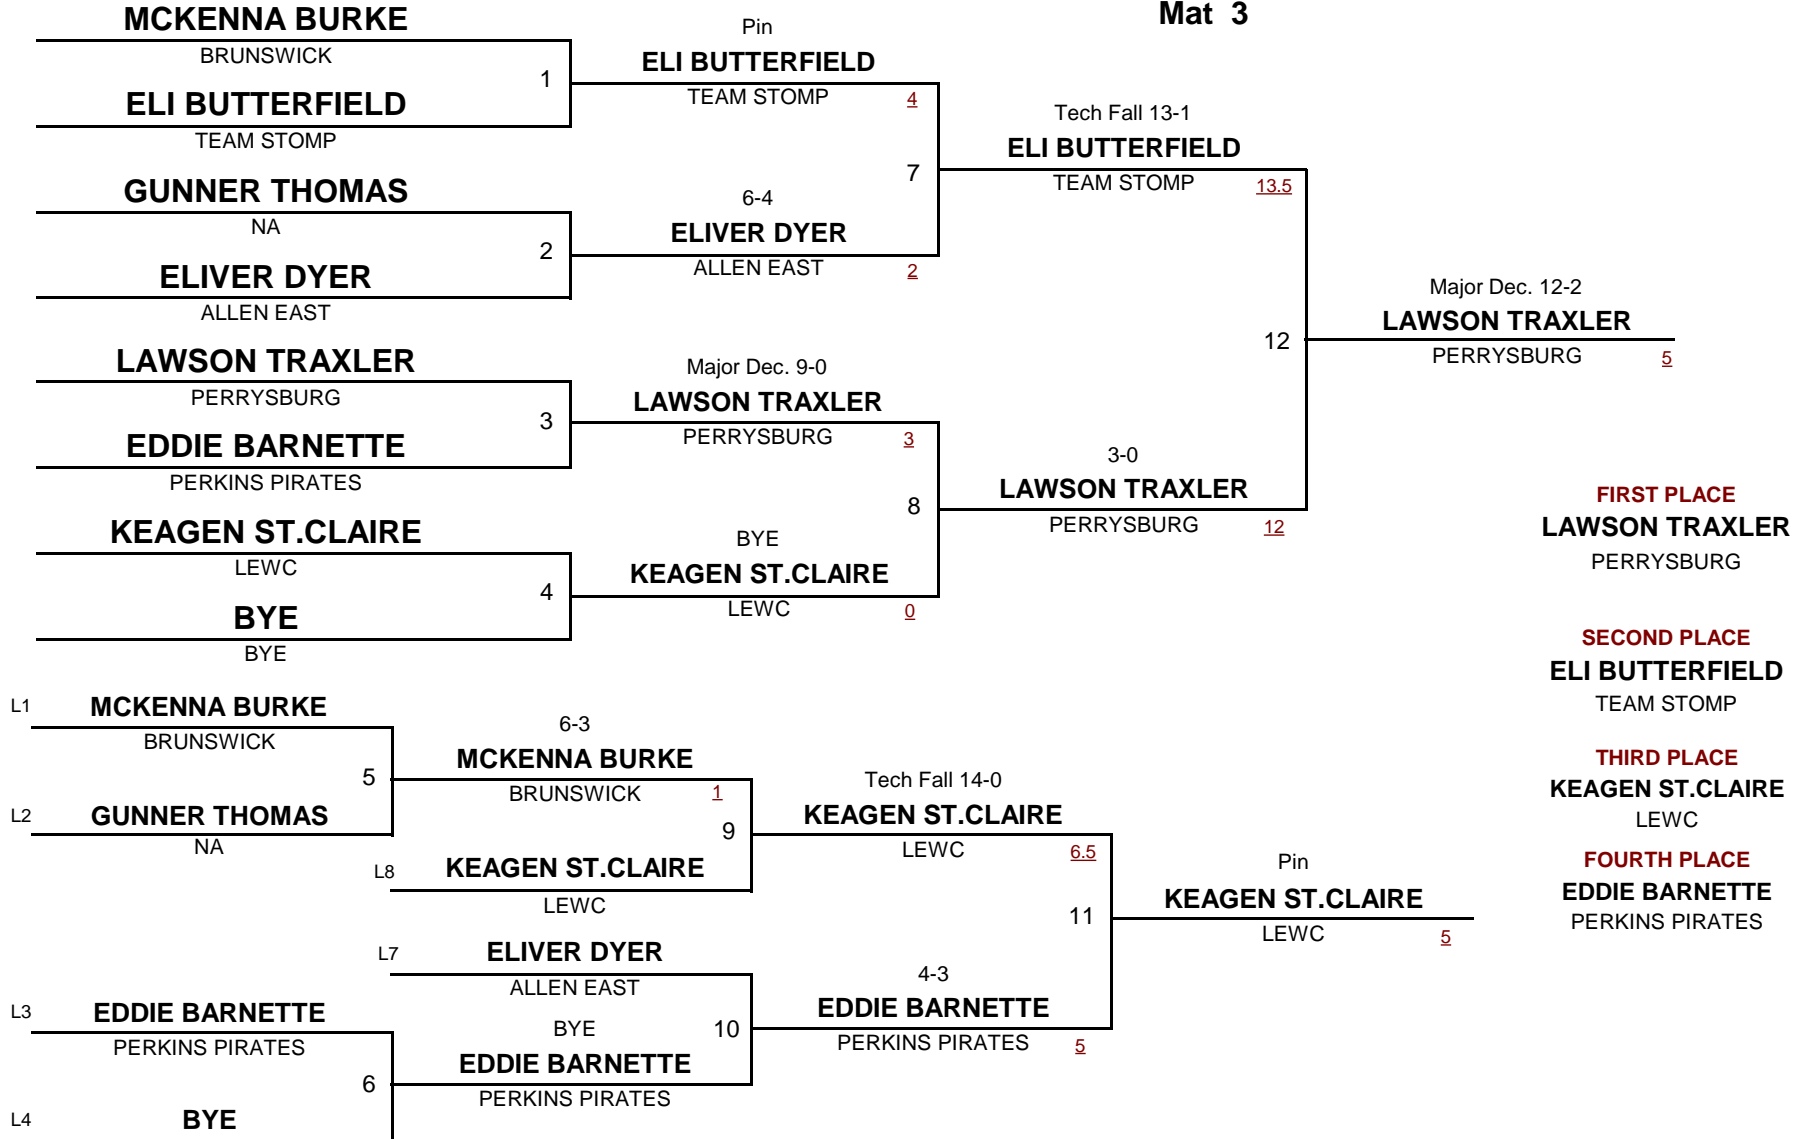 Mat  3
MCKENNA BURKE
BRUNSWICK
1
ELI BUTTERFIELD
TEAM STOMP
GUNNER THOMAS
NA
2
ELIVER DYER
ALLEN EAST
LAWSON TRAXLER
PERRYSBURG
3
EDDIE BARNETTE
PERKINS PIRATES
KEAGEN ST.CLAIRE
LEWC
4
BYE
BYE
Pin
ELI BUTTERFIELD
TEAM STOMP 4
7
6-4
ELIVER DYER
ALLEN EAST 2
Major Dec. 9-0
LAWSON TRAXLER
PERRYSBURG 3
8
BYE
KEAGEN ST.CLAIRE
LEWC 0
Tech Fall 13-1
ELI BUTTERFIELD
TEAM STOMP 13.5
12
3-0
LAWSON TRAXLER
PERRYSBURG 12
Major Dec. 12-2
LAWSON TRAXLER
PERRYSBURG 5
FIRST PLACE
LAWSON TRAXLER
PERRYSBURG
SECOND PLACE
ELI BUTTERFIELD
TEAM STOMP
THIRD PLACE
KEAGEN ST.CLAIRE
LEWC
FOURTH PLACE
EDDIE BARNETTE
PERKINS PIRATES
L1 MCKENNA BURKE
BRUNSWICK
5
L2 GUNNER THOMAS
NA
L3 EDDIE BARNETTE
PERKINS PIRATES
6
L4 BYE
6-3
MCKENNA BURKE
BRUNSWICK 1
9
L8 KEAGEN ST.CLAIRE
LEWC
L7 ELIVER DYER
ALLEN EAST
10
BYE
EDDIE BARNETTE
PERKINS PIRATES
Tech Fall 14-0
KEAGEN ST.CLAIRE
LEWC 6.5
11
4-3
EDDIE BARNETTE
PERKINS PIRATES 5
Pin
KEAGEN ST.CLAIRE
LEWC 5